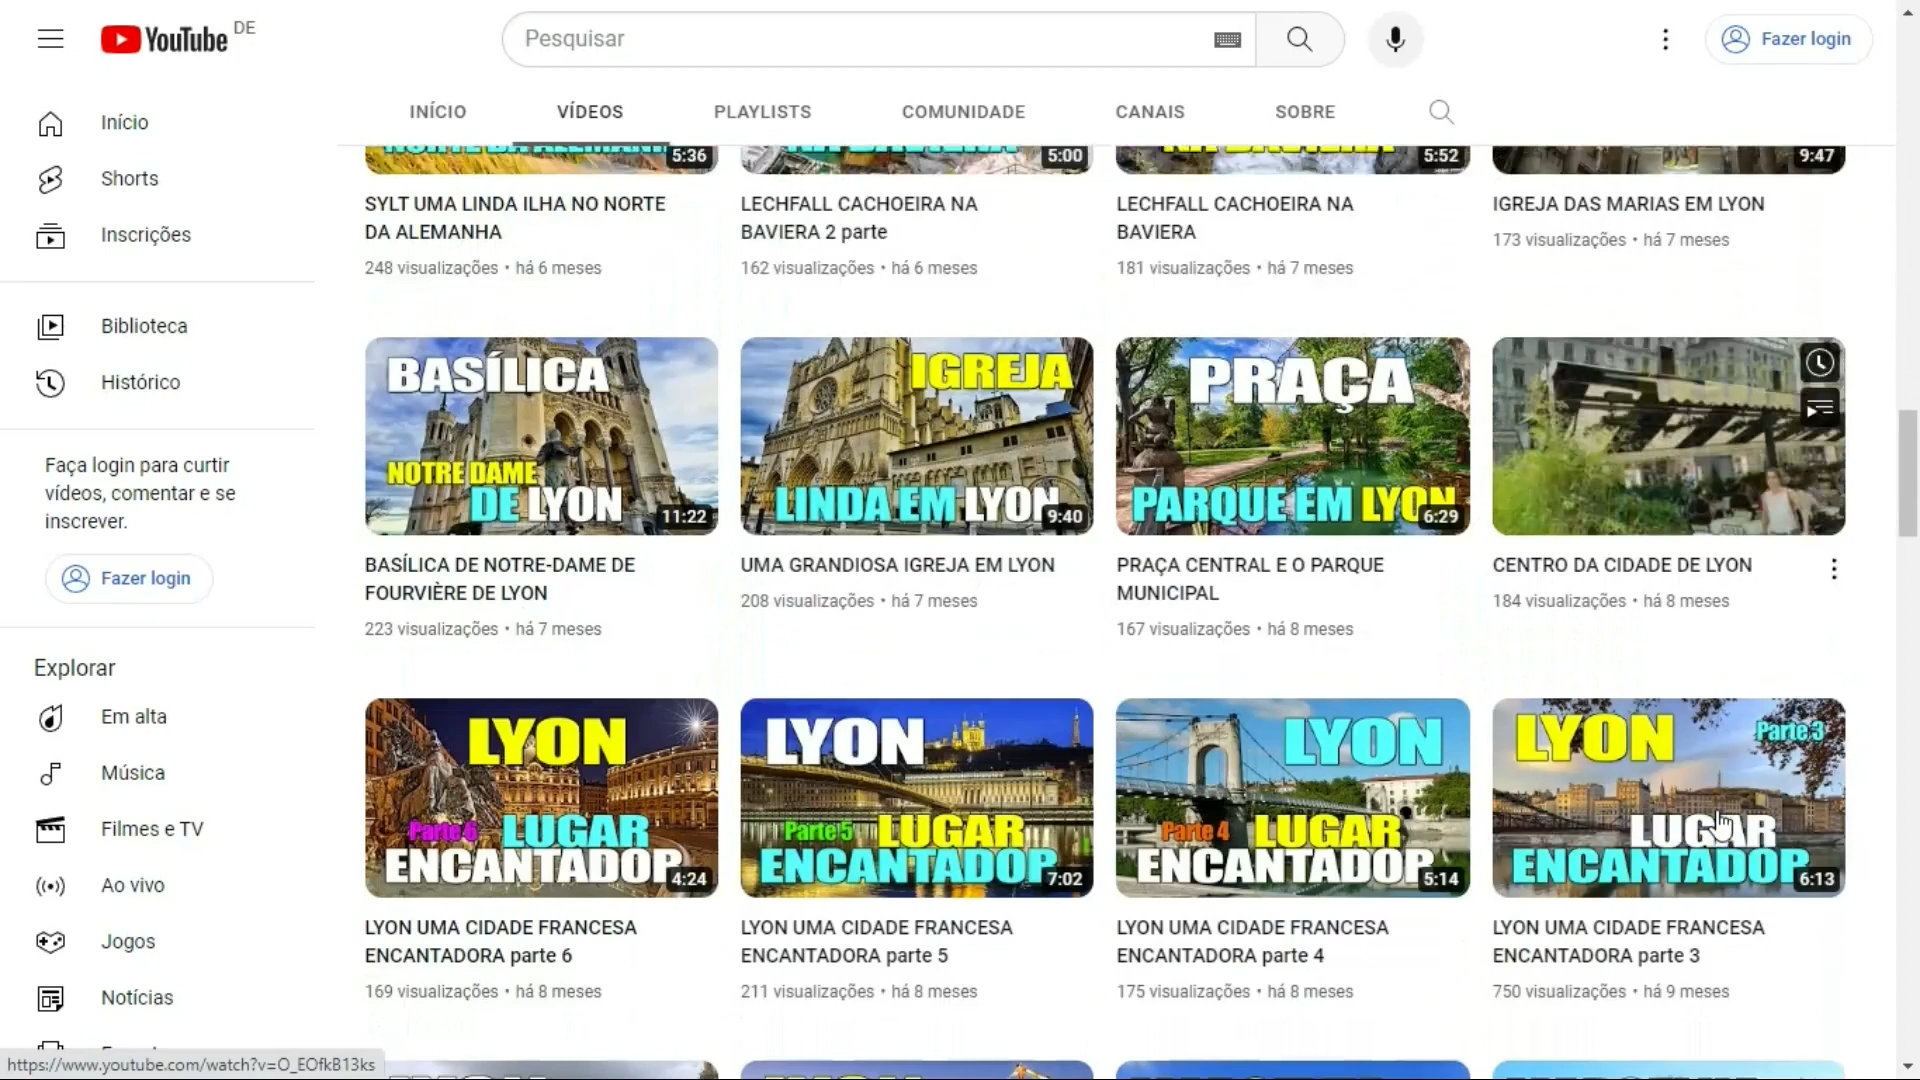 YouTube DE
Pesquisar
Fazer login
INÍCIO
VÍDEOS
PLAYLISTS
COMUNIDADE
CANAIS
SOBRE
Início
Shorts
Inscrições
Biblioteca
Histórico
Faça login para curtir
vídeos, comentar e se
inscrever.
Fazer login
Explorar
Em alta
Música
Filmes e TV
Ao vivo
Jogos
Notícias
5:36
5:00
5:52
9:47
SYLT UMA LINDA ILHA NO NORTE
DA ALEMANHA
248 visualizações • há 6 meses
LECHFALL CACHOEIRA NA
BAVIERA 2 parte
162 visualizações • há 6 meses
LECHFALL CACHOEIRA NA
BAVIERA
181 visualizações • há 7 meses
IGREJA DAS MARIAS EM LYON
173 visualizações • há 7 meses
BASÍLICA
NOTRE DAME
DE LYON
11:22
BASÍLICA DE NOTRE-DAME DE
FOURVIÈRE DE LYON
223 visualizações • há 7 meses
IGREJA
LINDA EM LYON
9:40
UMA GRANDIOSA IGREJA EM LYON
208 visualizações • há 7 meses
PRAÇA
PARQUE EM LYON
6:29
PRAÇA CENTRAL E O PARQUE
MUNICIPAL
167 visualizações • há 8 meses
CENTRO DA CIDADE DE LYON
184 visualizações • há 8 meses
LYON
Parte 6 LUGAR
ENCANTADOR
4:24
LYON UMA CIDADE FRANCESA
ENCANTADORA parte 6
169 visualizações • há 8 meses
LYON
Parte 5 LUGAR
ENCANTADOR
7:02
LYON UMA CIDADE FRANCESA
ENCANTADORA parte 5
211 visualizações • há 8 meses
LYON
Parte 4 LUGAR
ENCANTADOR
5:14
LYON UMA CIDADE FRANCESA
ENCANTADORA parte 4
175 visualizações • há 8 meses
LYON Parte 3
LUGAR
ENCANTADOR
6:13
LYON UMA CIDADE FRANCESA
ENCANTADORA parte 3
750 visualizações • há 9 meses
https://www.youtube.com/watch?v=O_EOfkB13ks